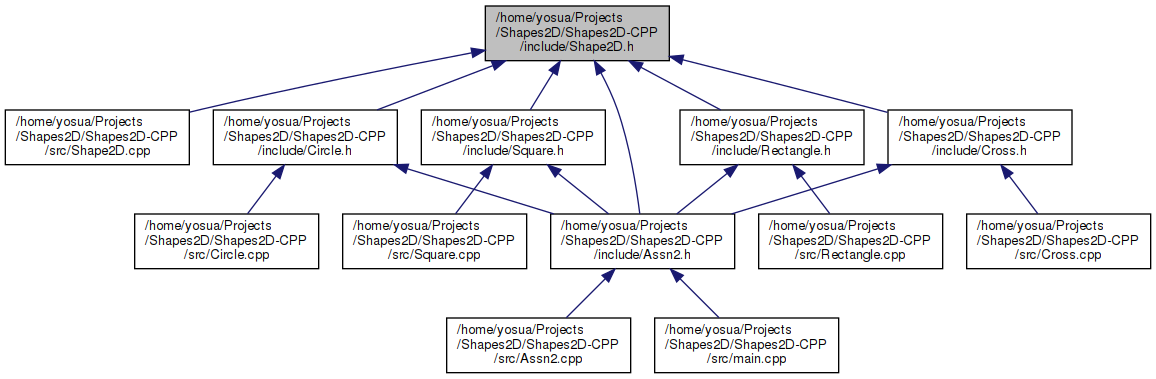 /home/yosua/Projects
/Shapes2D/Shapes2D-CPP
/include/Shape2D.h
/home/yosua/Projects
/Shapes2D/Shapes2D-CPP
/src/Shape2D.cpp
/home/yosua/Projects
/Shapes2D/Shapes2D-CPP
/include/Circle.h
/home/yosua/Projects
/Shapes2D/Shapes2D-CPP
/include/Square.h
/home/yosua/Projects
/Shapes2D/Shapes2D-CPP
/include/Rectangle.h
/home/yosua/Projects
/Shapes2D/Shapes2D-CPP
/include/Cross.h
/home/yosua/Projects
/Shapes2D/Shapes2D-CPP
/src/Circle.cpp
/home/yosua/Projects
/Shapes2D/Shapes2D-CPP
/src/Square.cpp
/home/yosua/Projects
/Shapes2D/Shapes2D-CPP
/include/Assn2.h
/home/yosua/Projects
/Shapes2D/Shapes2D-CPP
/src/Rectangle.cpp
/home/yosua/Projects
/Shapes2D/Shapes2D-CPP
/src/Cross.cpp
/home/yosua/Projects
/Shapes2D/Shapes2D-CPP
/src/Assn2.cpp
/home/yosua/Projects
/Shapes2D/Shapes2D-CPP
/src/main.cpp